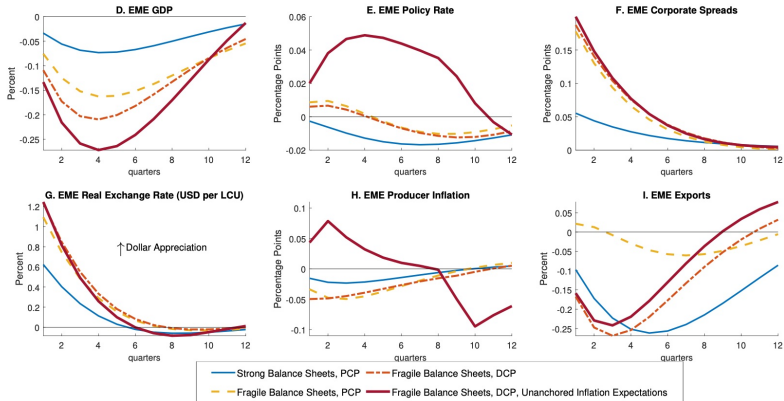 D. EME GDP
E. EME Policy Rate
F. EME Corporate Spreads
Percent
0
-0.05
-0.1
-0.15
-0.2
-0.25
2 4 6 8 10 12
quarters
Percentage Points
0.06
0.04
0.02
0
-0.02
2 4 6 8 10 12
quarters
Percentage Points
0.15
0.1
0.05
0
2 4 6 8 10 12
quarters
G. EME Real Exchange Rate (USD per LCU)
H. EME Producer Inflation
I. EME Exports
Percent
1.2
1
0.8
0.6
0.4
0.2
0
↑Dollar Appreciation
2 4 6 8 10 12
quarters
Percentage Points
0.1
0.05
0
-0.05
-0.1
2 4 6 8 10 12
quarters
Percent
0.05
0
-0.05
-0.1
-0.15
-0.2
-0.25
2 4 6 8 10 12
quarters
Strong Balance Sheets, PCP
Fragile Balance Sheets, DCP
Fragile Balance Sheets, PCP
Fragile Balance Sheets, DCP, Unanchored Inflation Expectations